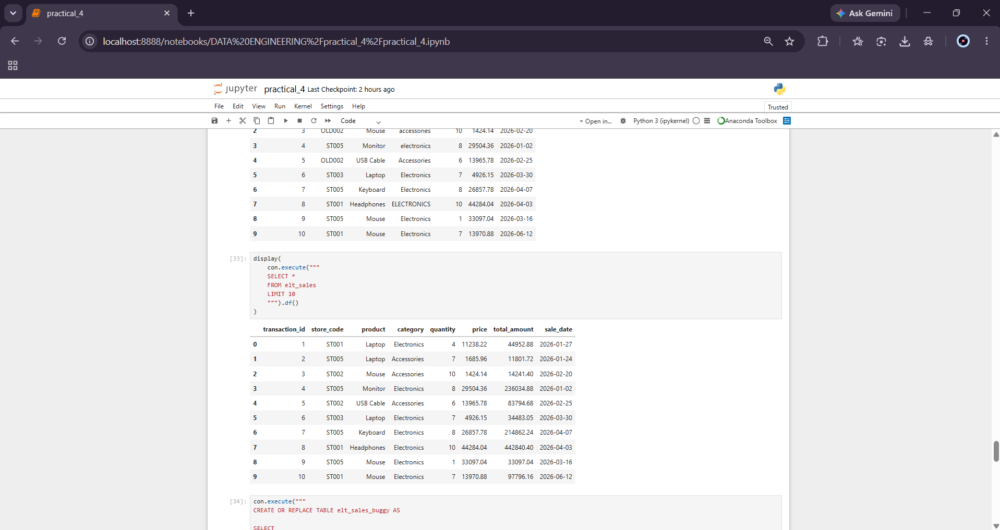 practical_4
Ask Gemini
localhost:8888/notebooks/DATA%20ENGINEERING%2Fpractical_4%2Fpractical_4.ipynb
jupyter practical_4 Last Checkpoint: 2 hours ago
File Edit View Run Kernel Settings Help
Trusted
Code
Open in...
Python 3 (ipykernel)
Anaconda Toolbox
2 3 OLD002 Mouse accessories 10 1424.14 2026-02-20
3 4 ST005 Monitor electronics 8 29504.36 2026-01-02
4 5 OLD002 USB Cable Accessories 6 13965.78 2026-02-25
5 6 ST003 Laptop Electronics 7 4926.15 2026-03-30
6 7 ST005 Keyboard Electronics 8 26857.78 2026-04-07
7 8 ST001 Headphones ELECTRONICS 10 44284.04 2026-04-03
8 9 ST005 Mouse Electronics 1 33097.04 2026-03-16
9 10 ST001 Mouse Electronics 7 13970.88 2026-06-12
[33]: display(
con.execute("""
SELECT *
FROM elt_sales
LIMIT 10
""").df()
)
transaction_id store_code product category quantity price total_amount sale_date
0 1 ST001 Laptop Electronics 4 11238.22 44952.88 2026-01-27
1 2 ST005 Laptop Accessories 7 1685.96 11801.72 2026-01-24
2 3 ST002 Mouse Accessories 10 1424.14 14241.40 2026-02-20
3 4 ST005 Monitor Electronics 8 29504.36 236034.88 2026-01-02
4 5 ST002 USB Cable Accessories 6 13965.78 83794.68 2026-02-25
5 6 ST003 Laptop Electronics 7 4926.15 34483.05 2026-03-30
6 7 ST005 Keyboard Electronics 8 26857.78 214862.24 2026-04-07
7 8 ST001 Headphones Electronics 10 44284.04 442840.40 2026-04-03
8 9 ST005 Mouse Electronics 1 33097.04 33097.04 2026-03-16
9 10 ST001 Mouse Electronics 7 13970.88 97796.16 2026-06-12
[34]: con.execute("""
CREATE OR REPLACE TABLE elt_sales_buggy AS
SELECT